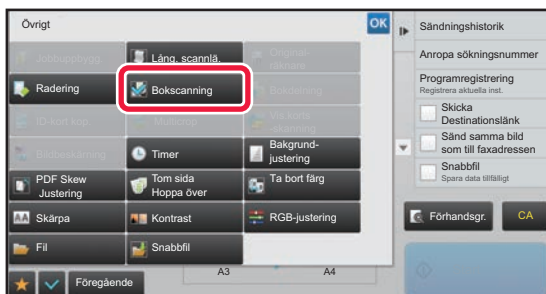 Övrigt
OK
Jobbuppbygg.
Lång. scannlä.
Original-
räknare
Radering
Bokscanning
Bokdelning
ID-kort kop.
Multicrop
Vis.korts
-skanning
Bildbeskärning
Timer
Bakgrund-
justering
PDF Skew
Justering
Tom sida
Hoppa över
Ta bort färg
Skärpa
Kontrast
RGB-justering
Fil
Snabbfil
Föregående
A3
A4
Sändningshistorik
Anropa sökningsnummer
Programregistrering
Registrera aktuella inst.
Skicka
Destinationslänk
Sänd samma bild
som till faxadressen
Snabbfil
Spara data tillfälligt
Förhandsgr.
CA